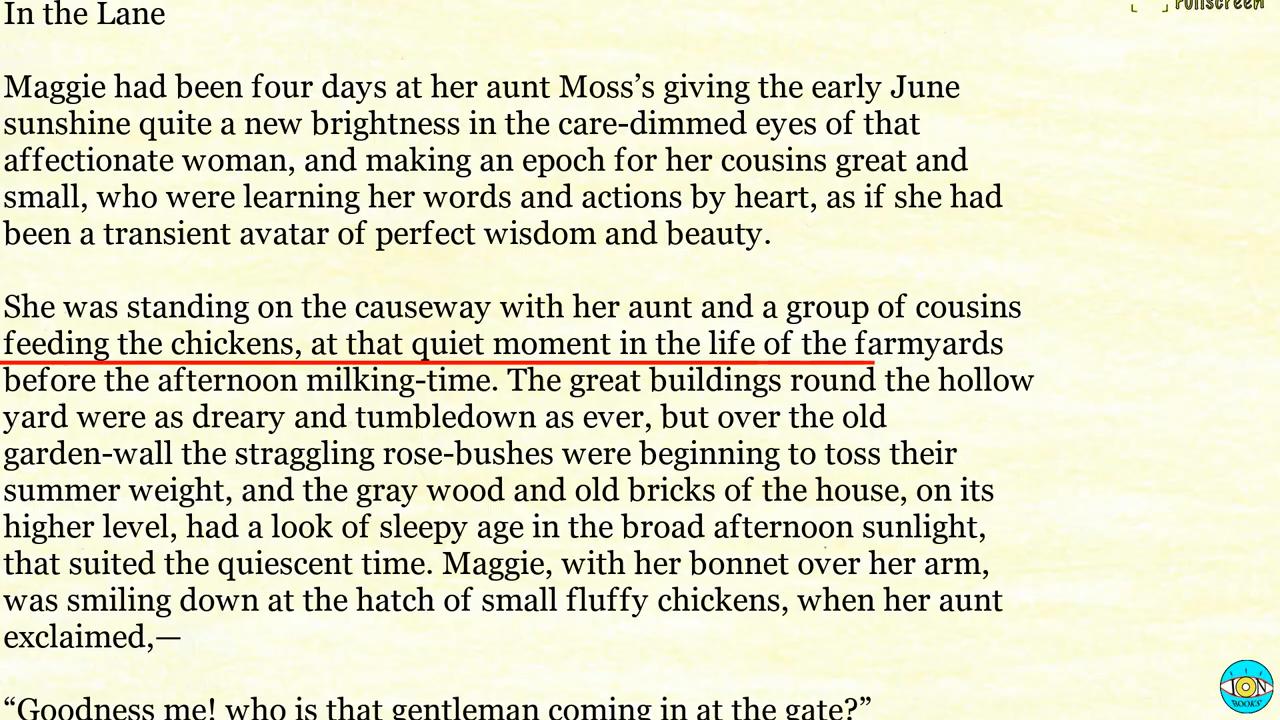 In the Lane
Fullscreen
Maggie had been four days at her aunt Moss’s giving the early June
sunshine quite a new brightness in the care-dimmed eyes of that
affectionate woman, and making an epoch for her cousins great and
small, who were learning her words and actions by heart, as if she had
been a transient avatar of perfect wisdom and beauty.
She was standing on the causeway with her aunt and a group of cousins
feeding the chickens, at that quiet moment in the life of the farmyards
before the afternoon milking-time. The great buildings round the hollow
yard were as dreary and tumbledown as ever, but over the old
garden-wall the straggling rose-bushes were beginning to toss their
summer weight, and the gray wood and old bricks of the house, on its
higher level, had a look of sleepy age in the broad afternoon sunlight,
that suited the quiescent time. Maggie, with her bonnet over her arm,
was smiling down at the hatch of small fluffy chickens, when her aunt
exclaimed,—
“Goodness me! who is that gentleman coming in at the gate?”
ION
BOOKS